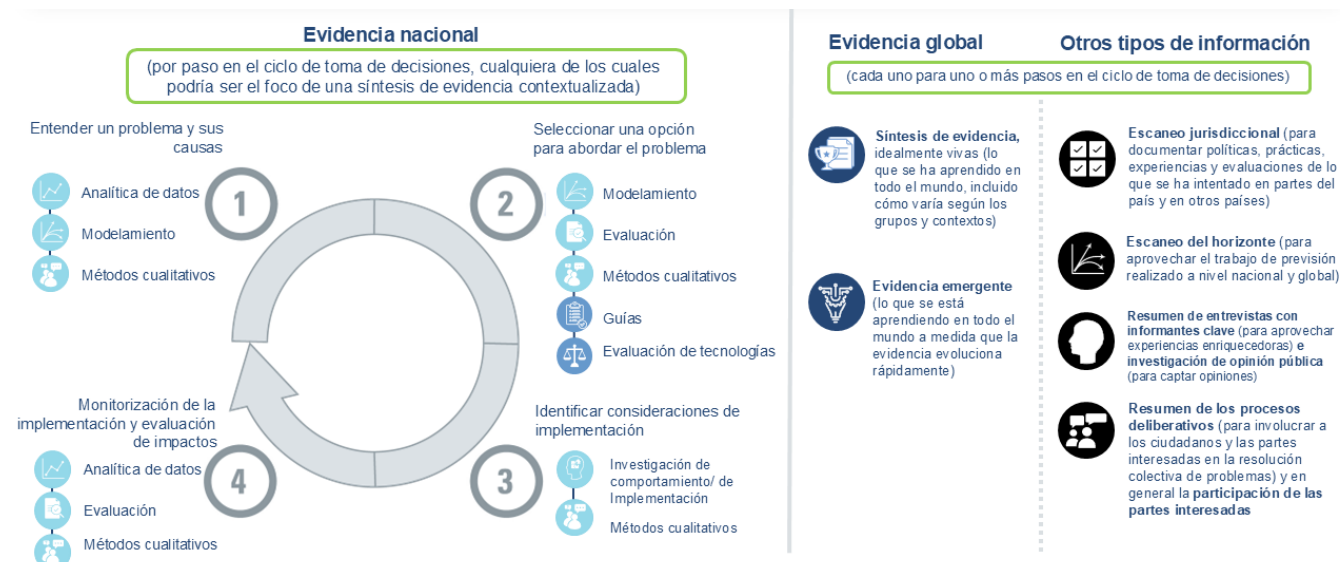 Evidencia nacional
(por paso en el ciclo de toma de decisiones, cualquiera de los cuales
podría ser el foco de una síntesis de evidencia contextualizada)
Entender un problema y sus
causas
1
Analítica de datos
Modelamiento
Métodos cualitativos
Seleccionar una opción
para abordar el problema
2
Modelamiento
Evaluación
Métodos cualitativos
Guías
Evaluación de tecnologías
Identificar consideraciones de
implementación
3
Investigación de
comportamiento/ de
Implementación
Métodos cualitativos
Monitorización de la
implementación y evaluación
de impactos
4
Analítica de datos
Evaluación
Métodos cualitativos
Evidencia global
Otros tipos de información
(cada uno para uno o más pasos en el ciclo de toma de decisiones)
Síntesis de evidencia,
idealmente vivas (lo
que se ha aprendido en
todo el mundo, incluido
cómo varía según los
grupos y contextos)
Evidencia emergente
(lo que se está
aprendiendo en todo el
mundo a medida que la
evidencia evoluciona
rápidamente)
Escaneo jurisdiccional (para
documentar políticas, prácticas,
experiencias y evaluaciones de lo
que se ha intentado en partes del
país y en otros países)
Escaneo del horizonte (para
aprovechar el trabajo de previsión
realizado a nivel nacional y global)
Resumen de entrevistas con
informantes clave (para aprovechar
experiencias enriquecedoras) e
investigación de opinión pública
(para captar opiniones)
Resumen de los procesos
deliberativos (para involucrar a
los ciudadanos y las partes
interesadas en la resolución
colectiva de problemas) y en
general la participación de las
partes interesadas